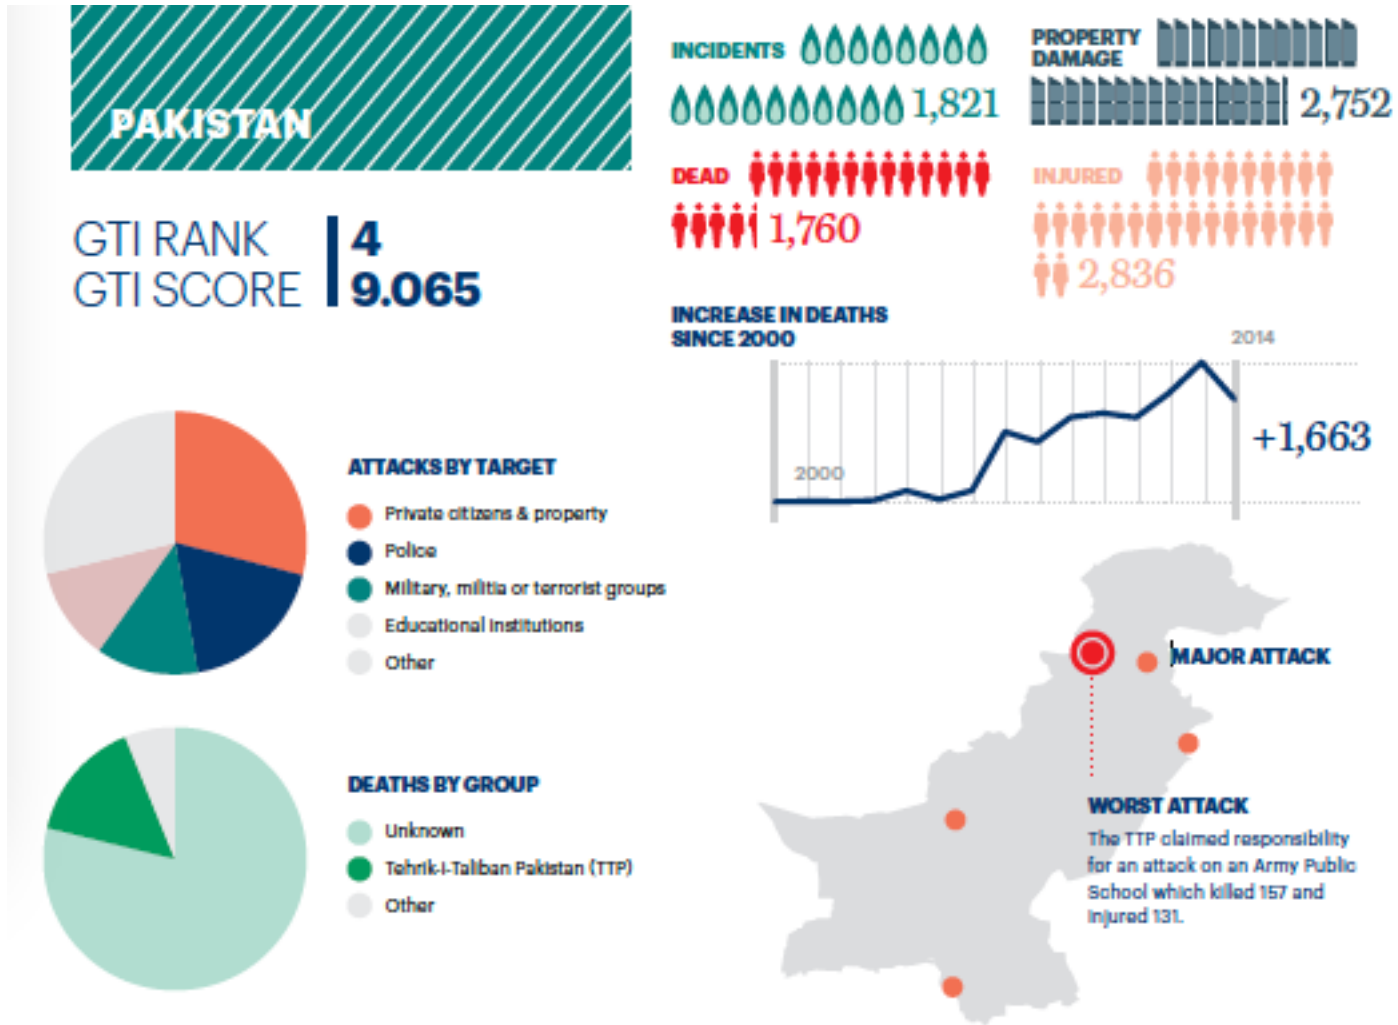 PAKISTAN
GTI RANK 4
GTI SCORE 9.065
INCIDENTS
1,821
PROPERTY
DAMAGE
2,752
DEAD
1,760
INJURED
2,836
INCREASE IN DEATHS
SINCE 2000
2014
2000
+1,663
ATTACKS BY TARGET
Private citizens & property
Police
Military, militia or terrorist groups
Educational institutions
Other
DEATHS BY GROUP
Unknown
Tehrik-i-Taliban Pakistan (TTP)
Other
MAJOR ATTACK
WORST ATTACK
The TTP claimed responsibility
for an attack on an Army Public
School which killed 157 and
injured 131.